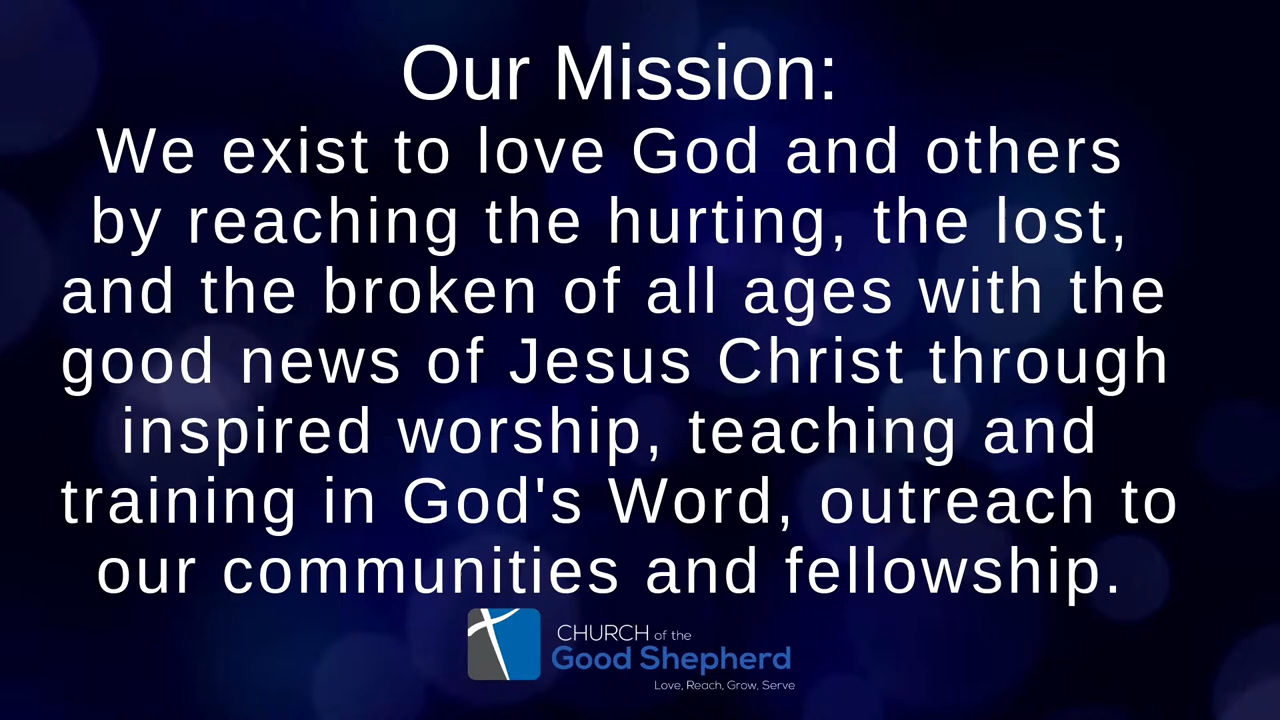 Our Mission:
We exist to love God and others
by reaching the hurting, the lost,
and the broken of all ages with the
good news of Jesus Christ through
inspired worship, teaching and
training in God's Word, outreach to
our communities and fellowship.
CHURCH of the
Good Shepherd
Love, Reach, Grow, Serve